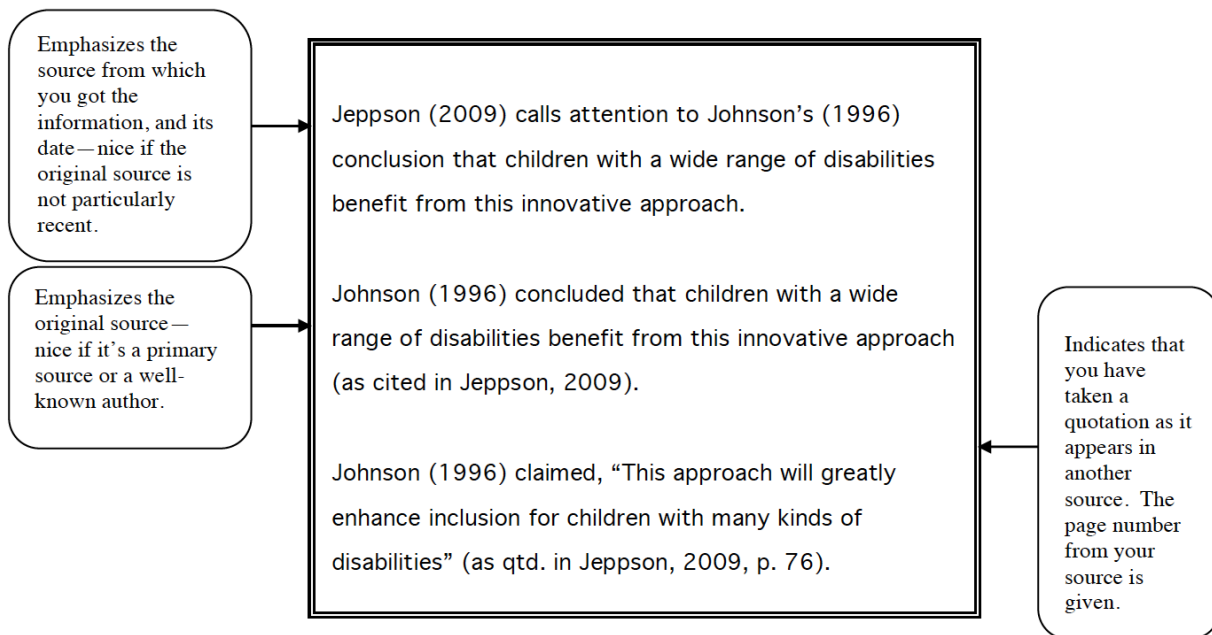 Emphasizes the
source from which
you got the
information, and its
date—nice if the
original source is
not particularly
recent.
Jeppson (2009) calls attention to Johnson’s (1996)
conclusion that children with a wide range of disabilities
benefit from this innovative approach.
Emphasizes the
original source—
nice if it’s a primary
source or a well-
known author.
Johnson (1996) concluded that children with a wide
range of disabilities benefit from this innovative approach
(as cited in Jeppson, 2009).
Johnson (1996) claimed, “This approach will greatly
enhance inclusion for children with many kinds of
disabilities” (as qtd. in Jeppson, 2009, p. 76).
Indicates that
you have
taken a
quotation as it
appears in
another
source.  The
page number
from your
source is
given.